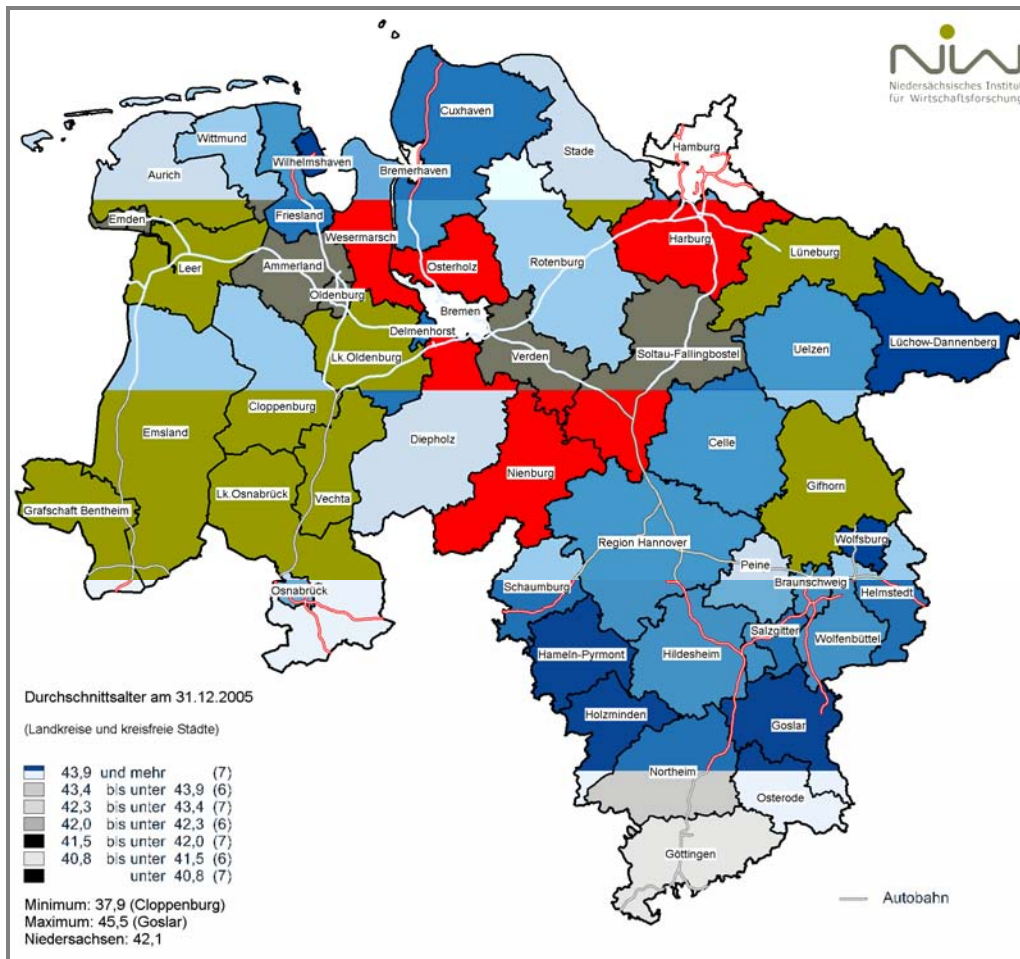 NIW
Niedersächsisches Institut
für Wirtschaftsforschung
Cuxhaven
Wittmund
Hamburg
Stade
Wilhelmshaven
Bremerhaven
Aurich
Emden
Friesland
Wesermarsch
Harburg
Lüneburg
Leer
Ammerland
Osterholz
Rotenburg
Oldenburg
Bremen
Delmenhorst
Lk.Oldenburg
Verden
Soltau-Fallingbostel
Uelzen
Lüchow-Dannenberg
Cloppenburg
Emsland
Diepholz
Celle
Nienburg
Gifhorn
Grafschaft Bentheim
Lk.Osnabrück
Vechta
Region Hannover
Wolfsburg
Peine
Schaumburg
Braunschweig
Osnabrück
Helmstedt
Salzgitter
Wolfenbüttel
Hameln-Pyrmont
Hildesheim
Holzminden
Goslar
Northeim
Osterode
Göttingen
Durchschnittsalter am 31.12.2005
(Landkreise und kreisfreie Städte)
43,9 und mehr (7)
43,4 bis unter 43,9 (6)
42,3 bis unter 43,4 (7)
42,0 bis unter 42,3 (6)
41,5 bis unter 42,0 (7)
40,8 bis unter 41,5 (6)
unter 40,8 (7)
Minimum: 37,9 (Cloppenburg)
Maximum: 45,5 (Goslar)
Niedersachsen: 42,1
Autobahn